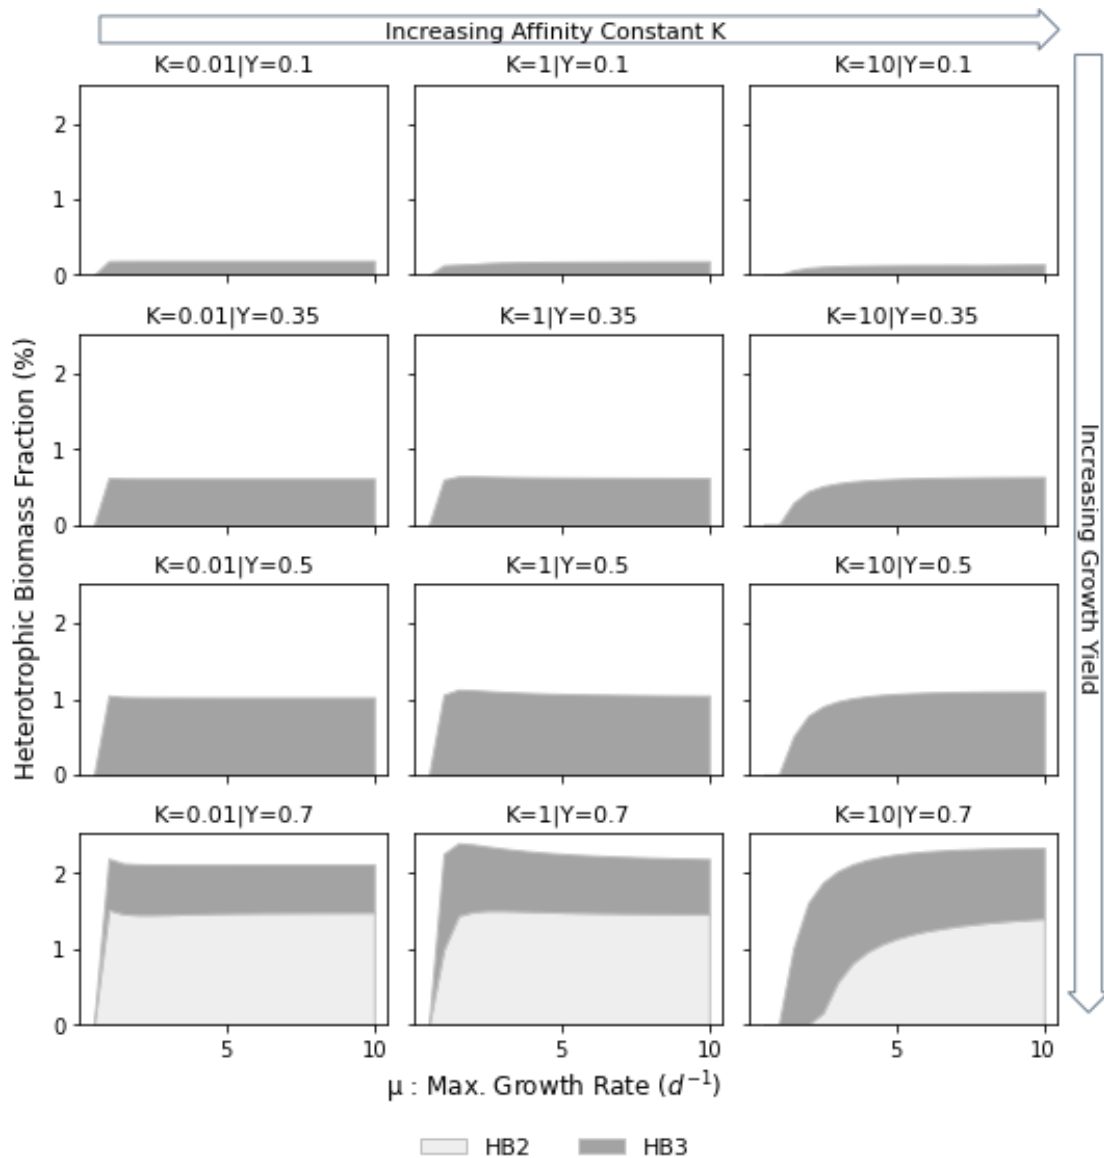 Increasing Affinity Constant K
K=0.01|Y=0.1 K=1|Y=0.1 K=10|Y=0.1
2
1
0
K=0.01|Y=0.35 K=1|Y=0.35 K=10|Y=0.35
2
1
0
K=0.01|Y=0.5 K=1|Y=0.5 K=10|Y=0.5
2
1
0
K=0.01|Y=0.7 K=1|Y=0.7 K=10|Y=0.7
2
1
0
5 10 5 10 5 10
Heterotrophic Biomass Fraction (%)
Increasing Growth Yield
μ : Max. Growth Rate (d⁻¹)
HB2 HB3